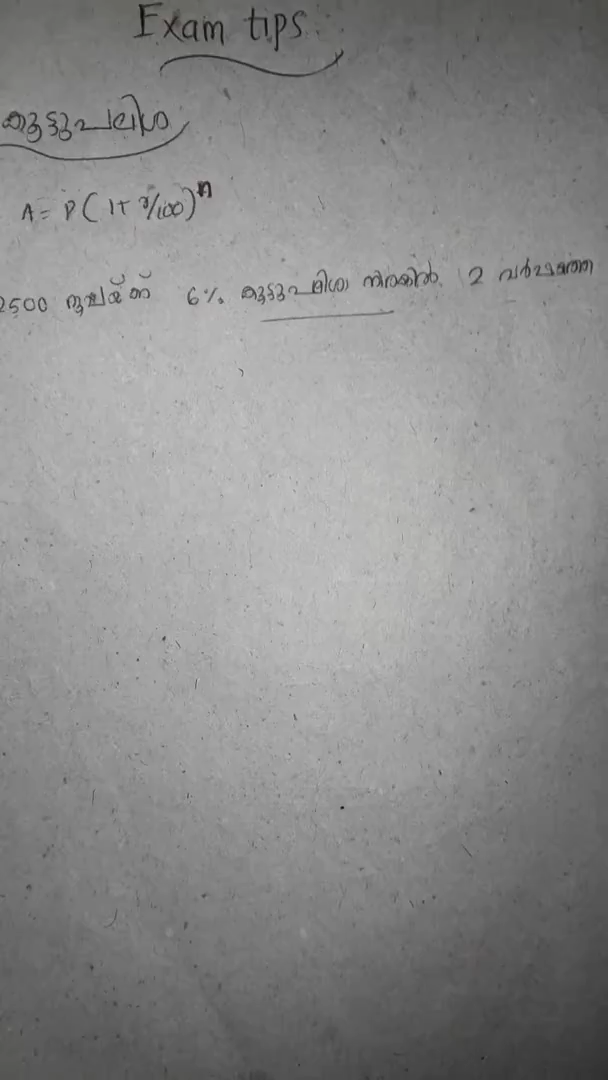 Exam tips
കൂട്ടുപലിശ
A = P(1+ r/100)ⁿ
2500 രൂപയ്ക്ക് 6% കൂട്ടുപലിശ നിരക്കിൽ 2 വർഷത്തെ